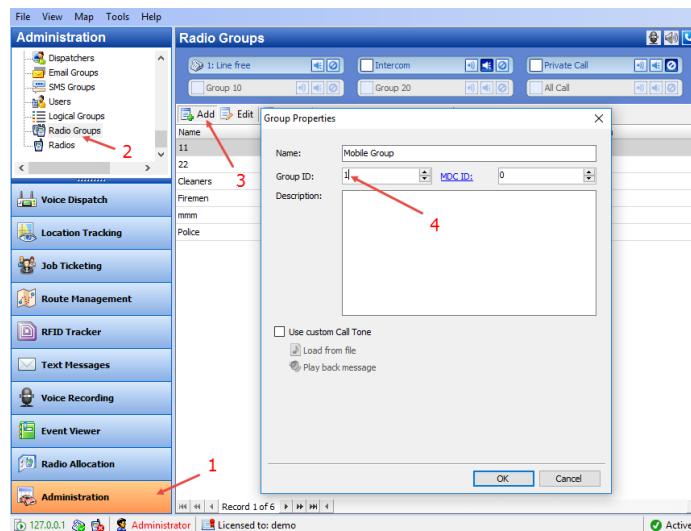 File View Map Tools Help
Administration
Radio Groups
Dispatchers
Email Groups
SMS Groups
Users
Logical Groups
Radio Groups
Radios
2
1: Line free
Intercom
Private Call
Group 10
Group 20
All Call
Add Edit
3
Name
11
22
Cleaners
Firemen
mmm
Police
Group Properties
Name: Mobile Group
Group ID: 1 MDC ID: 0
4
Description:
Use custom Call Tone
Load from file
Play back message
OK Cancel
Voice Dispatch
Location Tracking
Job Ticketing
Route Management
RFID Tracker
Text Messages
Voice Recording
Event Viewer
Radio Allocation
1
Administration
Record 1 of 6
127.0.0.1 Administrator Licensed to: demo Active